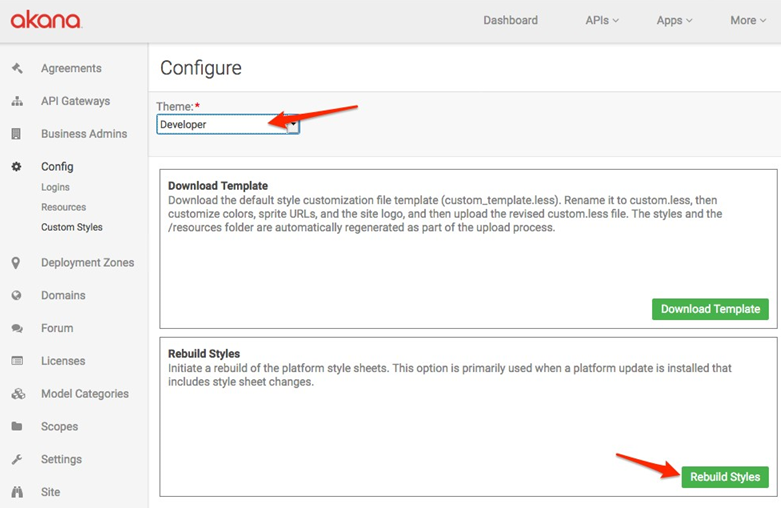 akana
Dashboard
APIs
Apps
More
Agreements
API Gateways
Business Admins
Config
Logins
Resources
Custom Styles
Deployment Zones
Domains
Forum
Licenses
Model Categories
Scopes
Settings
Site
Configure
Theme:*
Developer
Download Template
Download the default style customization file template (custom_template.less). Rename it to custom.less, then
customize colors, sprite URLs, and the site logo, and then upload the revised custom.less file. The styles and the
/resources folder are automatically regenerated as part of the upload process.
Download Template
Rebuild Styles
Initiate a rebuild of the platform style sheets. This option is primarily used when a platform update is installed that
includes style sheet changes.
Rebuild Styles